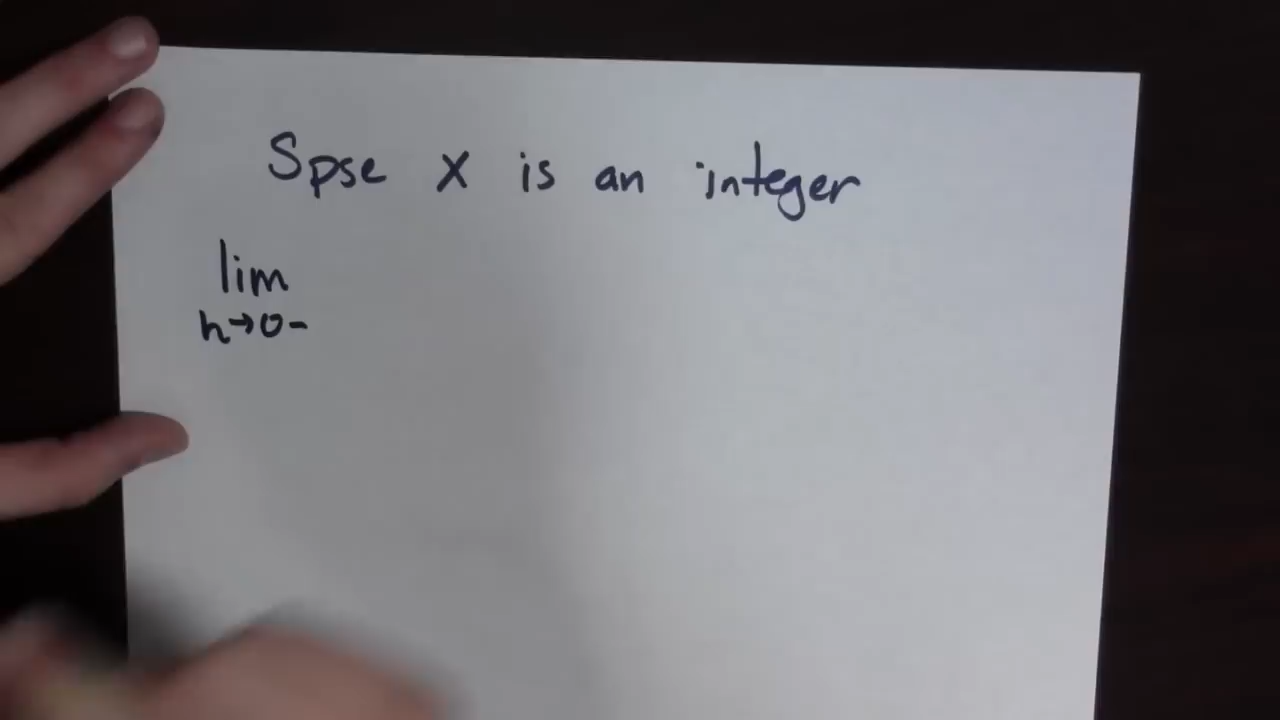 Spse x is an integer
lim
h→0-